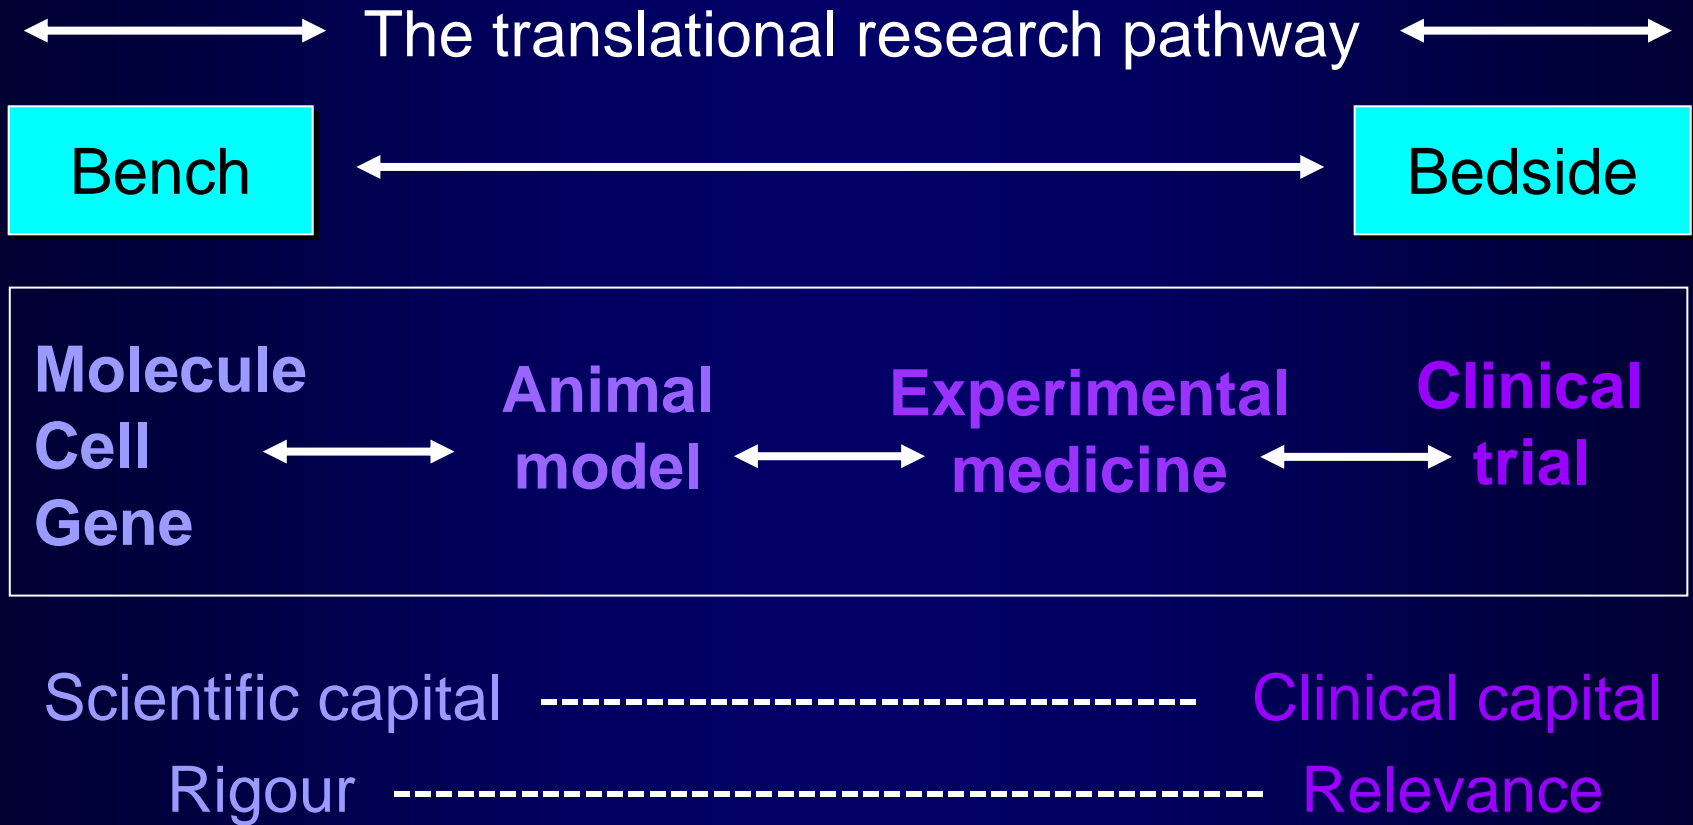 The translational research pathway
Bench
Bedside
Molecule
Cell
Gene
Animal
model
Experimental
medicine
Clinical
trial
Scientific capital
Clinical capital
Rigour
Relevance